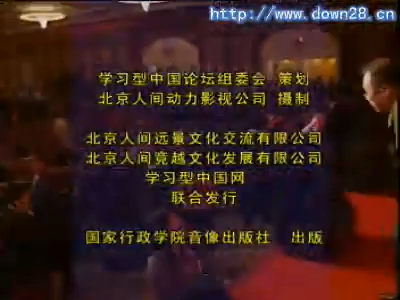 http://www.down28.cn
学习型中国论坛组委会 策划
北京人间动力影视公司 摄制
北京人间远景文化交流有限公司
北京人间竞越文化发展有限公司
学习型中国网
联合发行
国家行政学院音像出版社 出版